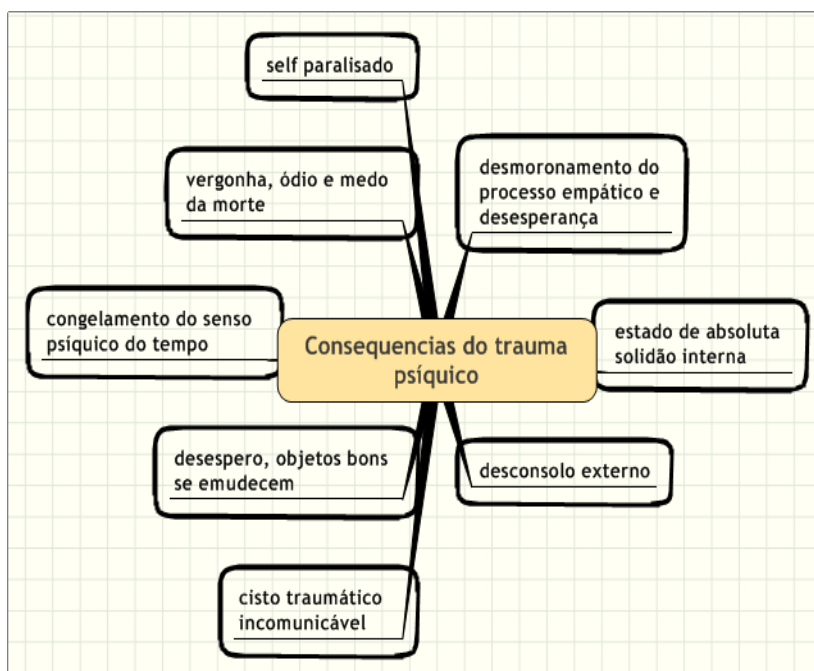 self paralisado
vergonha, ódio e medo
da morte
desmoronamento do
processo empático e
desesperança
congelamento do senso
psíquico do tempo
Consequencias do trauma
psíquico
estado de absoluta
solidão interna
desespero, objetos bons
se emudecem
desconsolo externo
cisto traumático
incomunicável